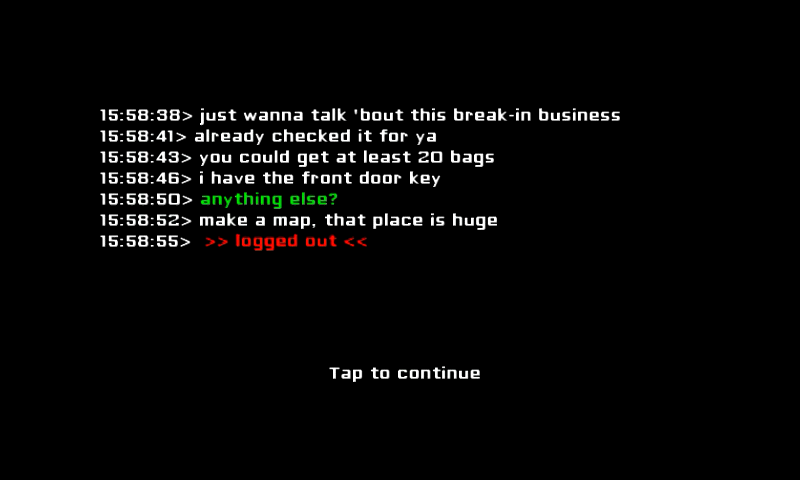 15:58:38> just wanna talk 'bout this break-in business
15:58:41> already checked it for ya
15:58:43> you could get at least 20 bags
15:58:46> i have the front door key
15:58:50> anything else?
15:58:52> make a map, that place is huge
15:58:55> >> logged out <<
Tap to continue